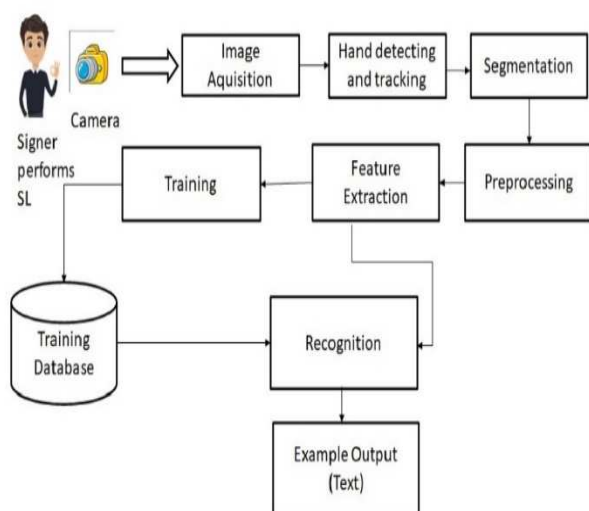 Image
Aquisition
Hand detecting
and tracking
Segmentation
Camera
Signer
performs
SL
Training
Feature
Extraction
Preprocessing
Training
Database
Recognition
Example Output
(Text)